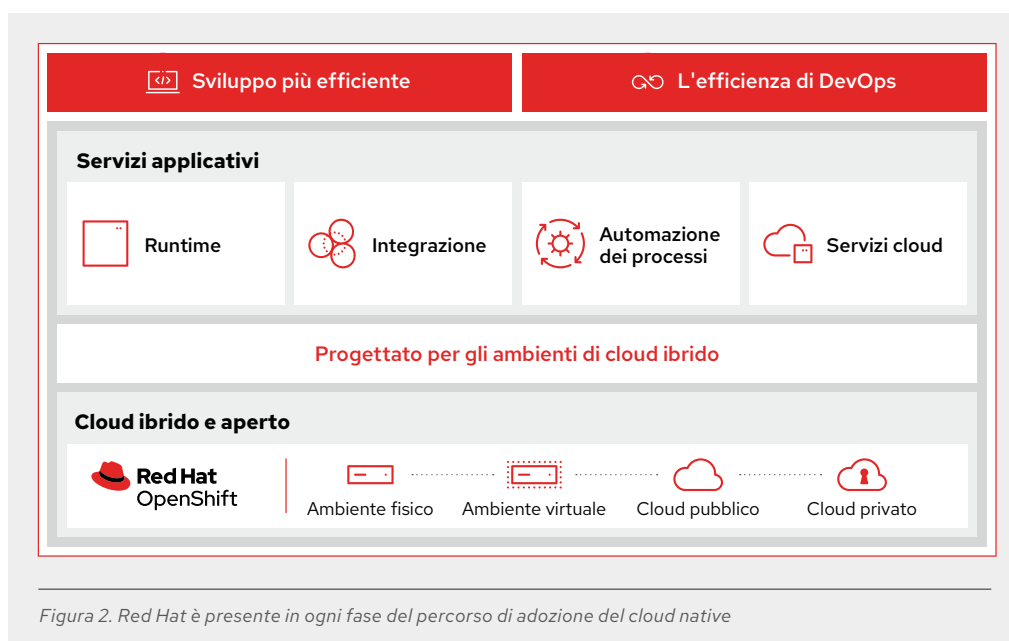 Sviluppo più efficiente
L'efficienza di DevOps
Servizi applicativi
Runtime
Integrazione
Automazione
dei processi
Servizi cloud
Progettato per gli ambienti di cloud ibrido
Cloud ibrido e aperto
Red Hat
OpenShift
Ambiente fisico
Ambiente virtuale
Cloud pubblico
Cloud privato
Figura 2. Red Hat è presente in ogni fase del percorso di adozione del cloud native